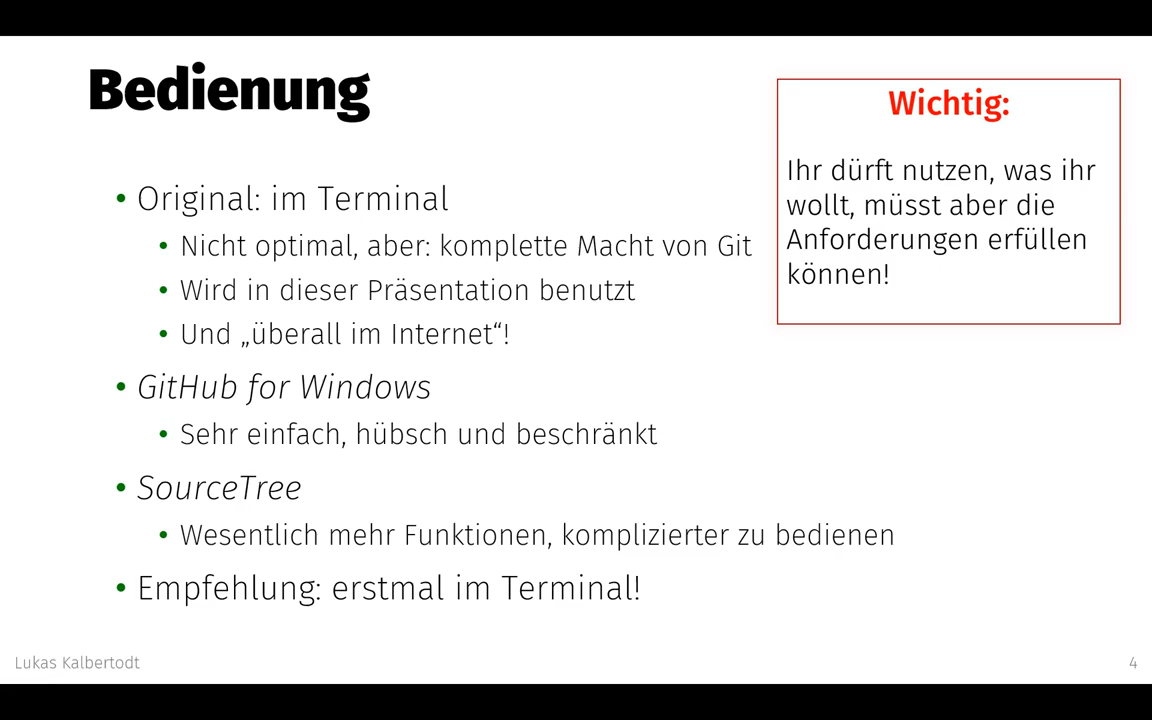 Bedienung
• Original: im Terminal
• Nicht optimal, aber: komplette Macht von Git
• Wird in dieser Präsentation benutzt
• Und „überall im Internet“!
• GitHub for Windows
• Sehr einfach, hübsch und beschränkt
• SourceTree
• Wesentlich mehr Funktionen, komplizierter zu bedienen
• Empfehlung: erstmal im Terminal!
Wichtig:
Ihr dürft nutzen, was ihr
wollt, müsst aber die
Anforderungen erfüllen
können!
Lukas Kalbertodt
4